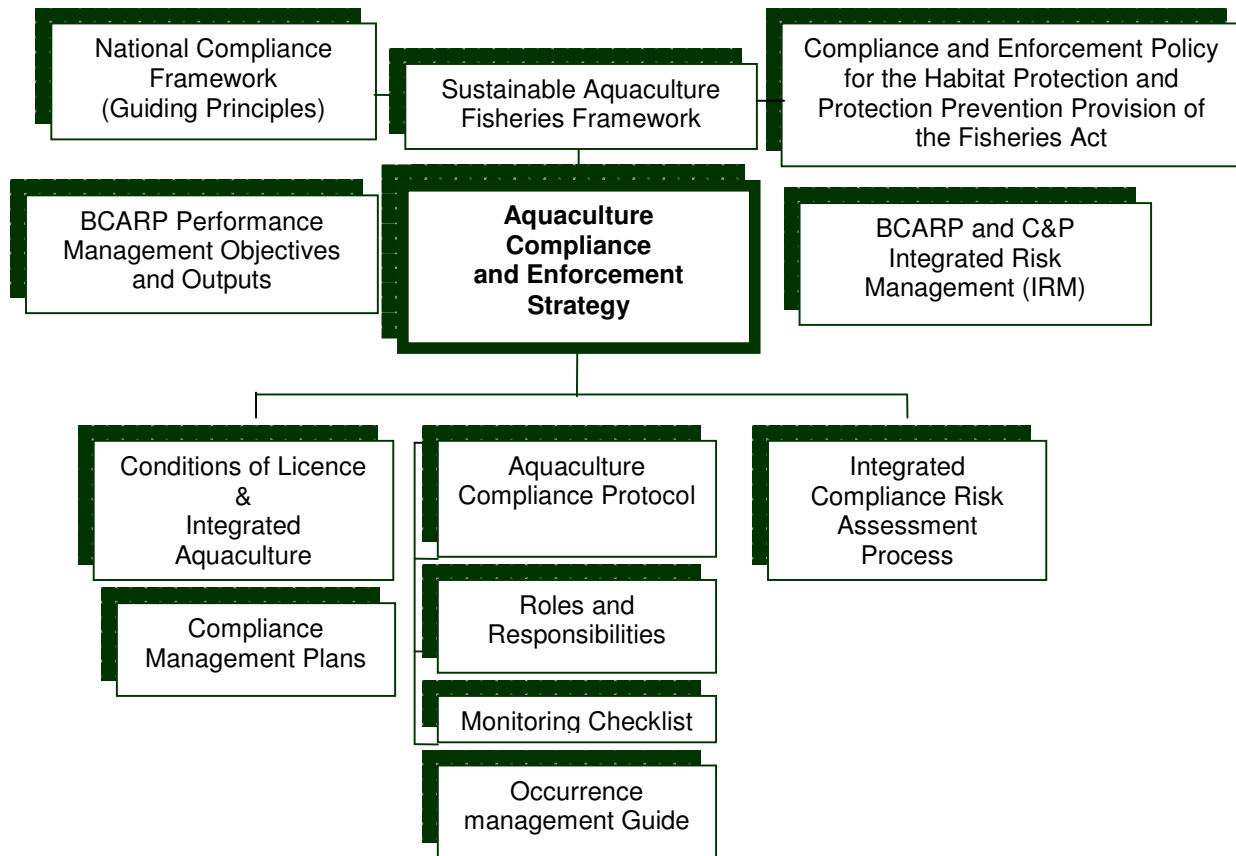 National Compliance
Framework
(Guiding Principles)
Sustainable Aquaculture
Fisheries Framework
Compliance and Enforcement Policy
for the Habitat Protection and
Protection Prevention Provision of
the Fisheries Act
BCARP Performance
Management Objectives
and Outputs
Aquaculture
Compliance
and Enforcement
Strategy
BCARP and C&P
Integrated Risk
Management (IRM)
Conditions of Licence
&
Integrated
Aquaculture
Compliance
Management Plans
Aquaculture
Compliance Protocol
Roles and
Responsibilities
Monitoring Checklist
Occurrence
management Guide
Integrated
Compliance Risk
Assessment
Process